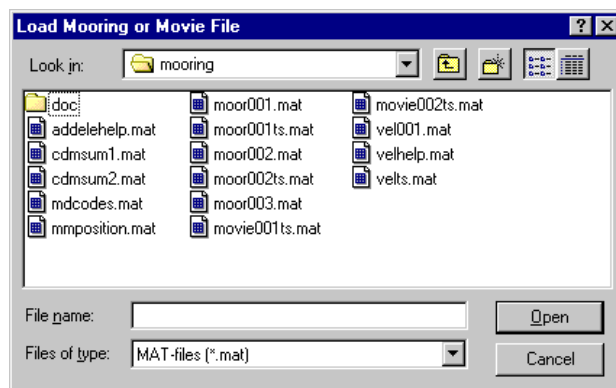 Load Mooring or Movie File
Look in: mooring
doc moor001.mat movie002ts.mat
addelehelp.mat moor001ts.mat vel001.mat
cdmsum1.mat moor002.mat velhelp.mat
cdmsum2.mat moor002ts.mat velts.mat
mdcodes.mat moor003.mat
mmposition.mat movie001ts.mat
File name: Open
Files of type: MAT-files (*.mat) Cancel